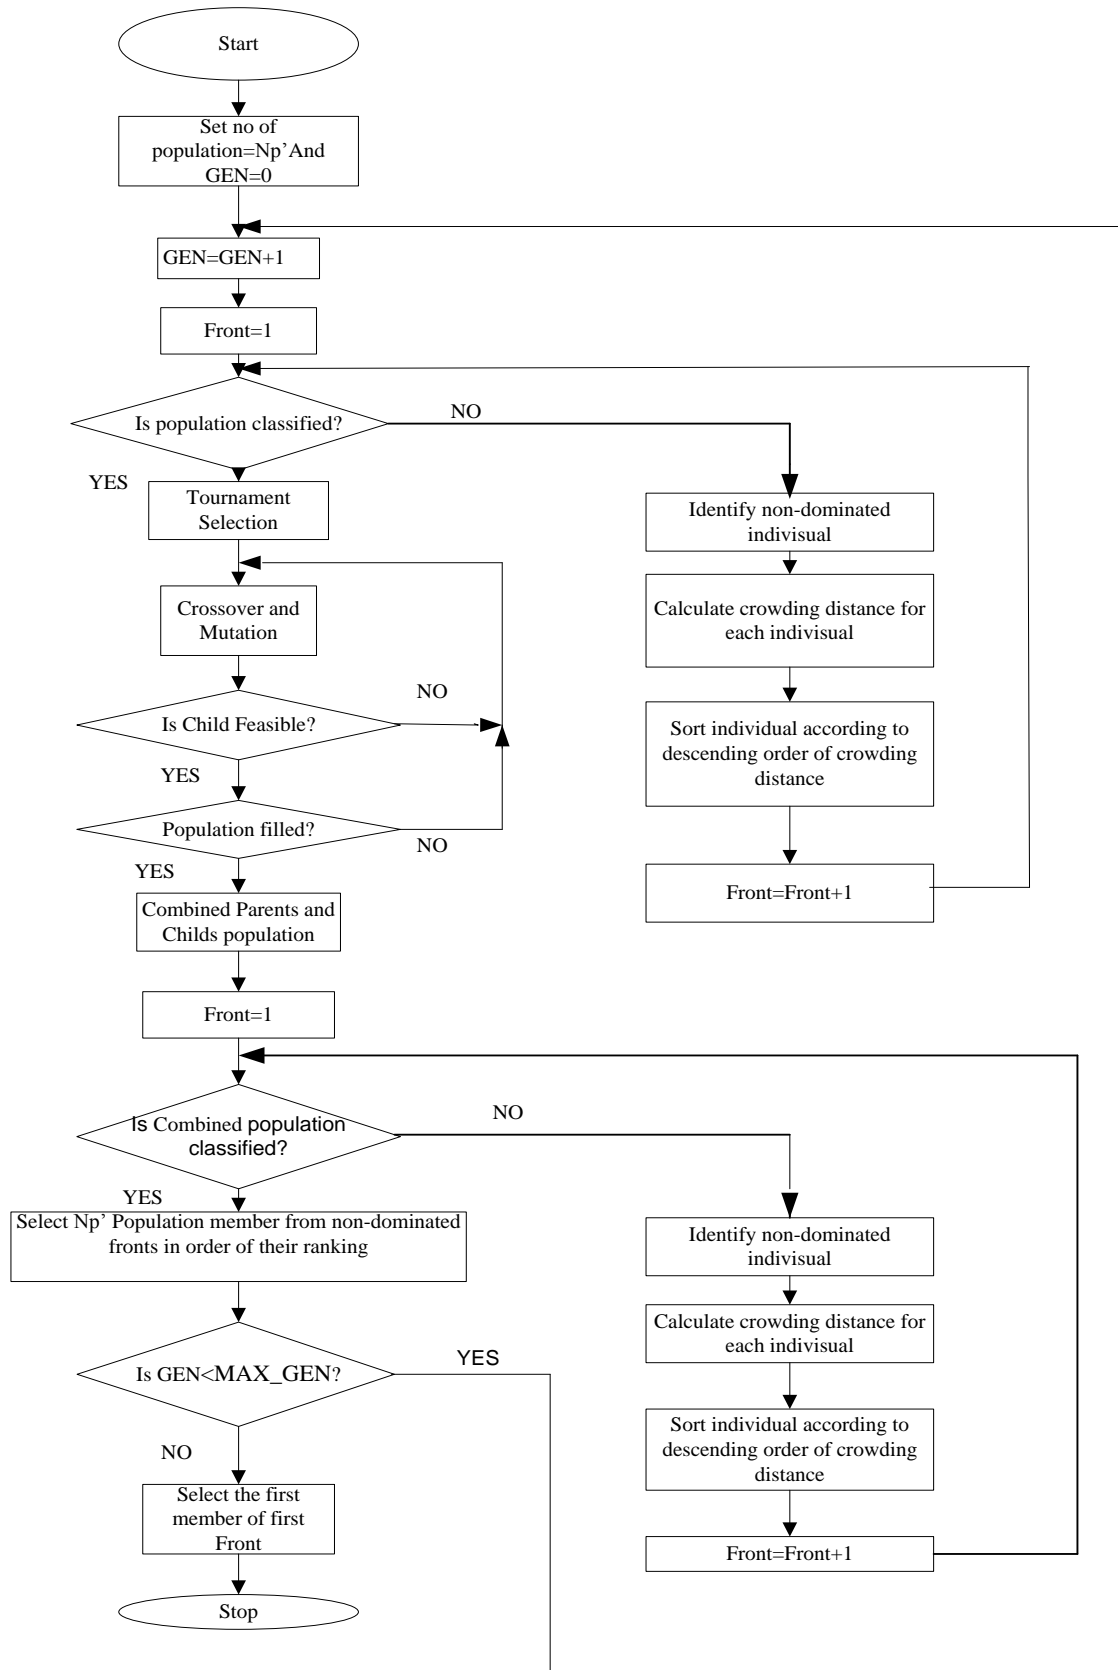 Start
Set no of
population=Np’And
GEN=0
GEN=GEN+1
Front=1
Is population classified?
NO
YES
Tournament
Selection
Crossover and
Mutation
Is Child Feasible?
NO
YES
Population filled?
NO
YES
Combined Parents and
Childs population
Front=1
Identify non-dominated
indivisual
Calculate crowding distance for
each indivisual
Sort individual according to
descending order of crowding
distance
Front=Front+1
Is Combined population
classified?
NO
YES
Select Np’ Population member from non-dominated
fronts in order of their ranking
Is GEN<MAX_GEN?
YES
NO
Select the first
member of first
Front
Stop
Identify non-dominated
indivisual
Calculate crowding distance for
each indivisual
Sort individual according to
descending order of crowding
distance
Front=Front+1